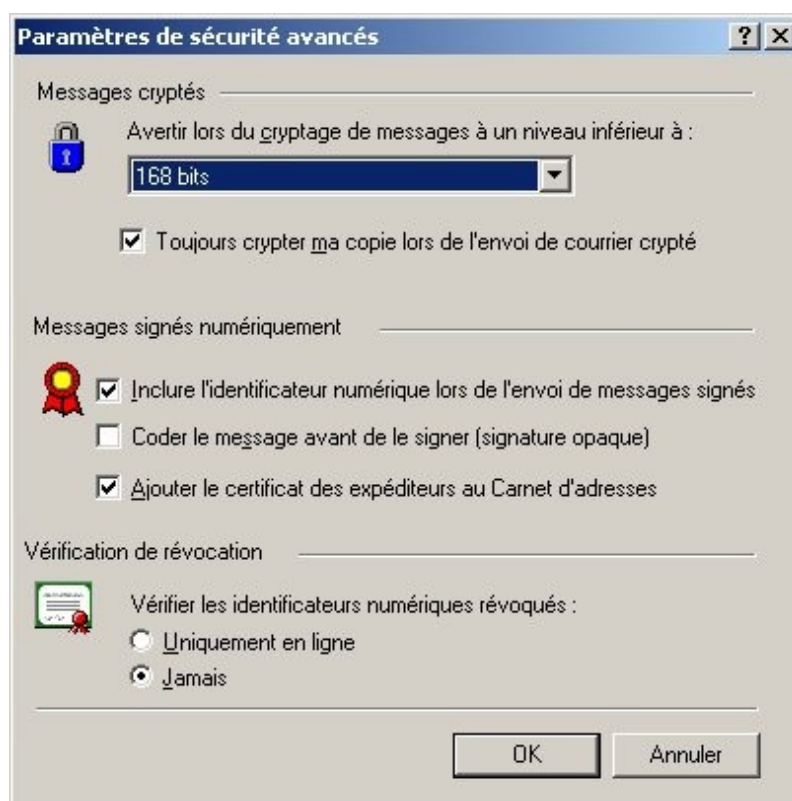 Paramètres de sécurité avancés
Messages cryptés
Avertir lors du cryptage de messages à un niveau inférieur à :
168 bits
Toujours crypter ma copie lors de l'envoi de courrier crypté
Messages signés numériquement
Inclure l'identificateur numérique lors de l'envoi de messages signés
Coder le message avant de le signer (signature opaque)
Ajouter le certificat des expéditeurs au Carnet d'adresses
Vérification de révocation
Vérifier les identificateurs numériques révoqués :
Uniquement en ligne
Jamais
OK
Annuler